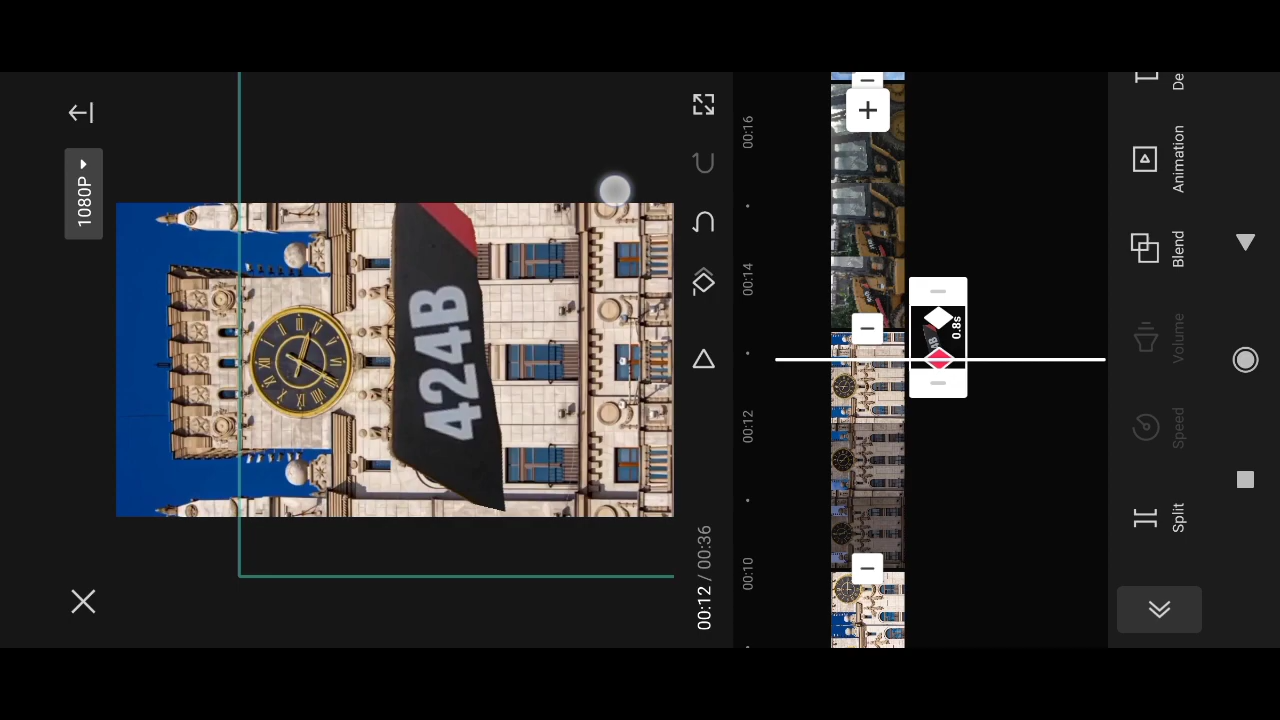 1080P
424B
00:12 / 00:36
00:10 00:12 00:14 00:16
0.8s
Split Speed Volume Blend Animation De